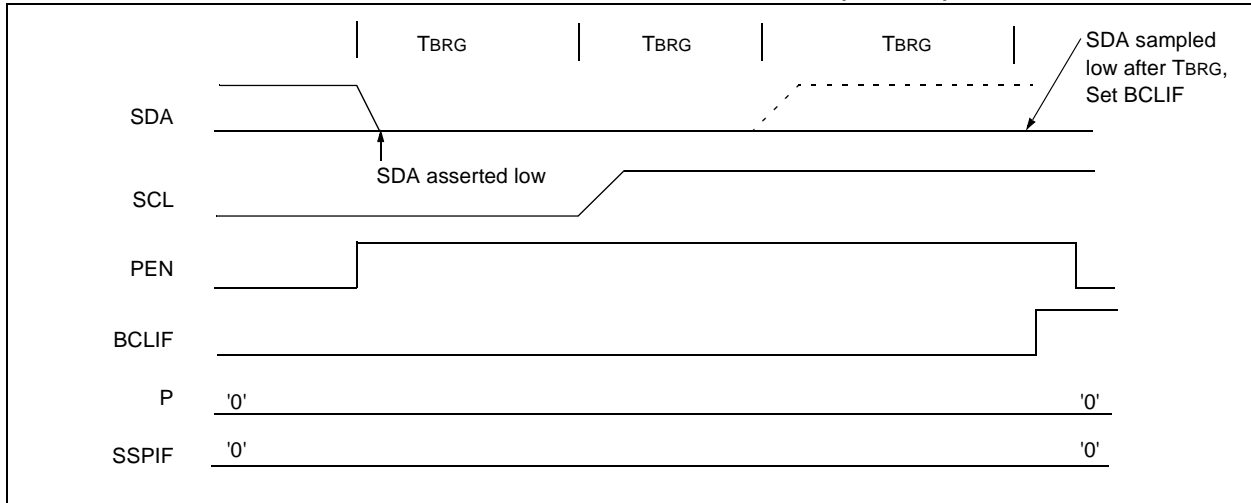 TBRG TBRG TBRG
SDA sampled
low after TBRG,
Set BCLIF
SDA
SDA asserted low
SCL
PEN
BCLIF
P '0' '0'
SSPIF '0' '0'